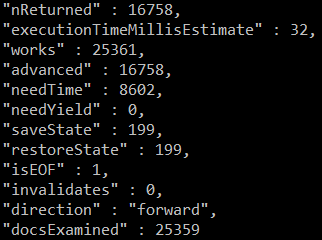 "nReturned" : 16758,
"executionTimeMillisEstimate" : 32,
"works" : 25361,
"advanced" : 16758,
"needTime" : 8602,
"needYield" : 0,
"saveState" : 199,
"restoreState" : 199,
"isEOF" : 1,
"invalidates" : 0,
"direction" : "forward",
"docsExamined" : 25359